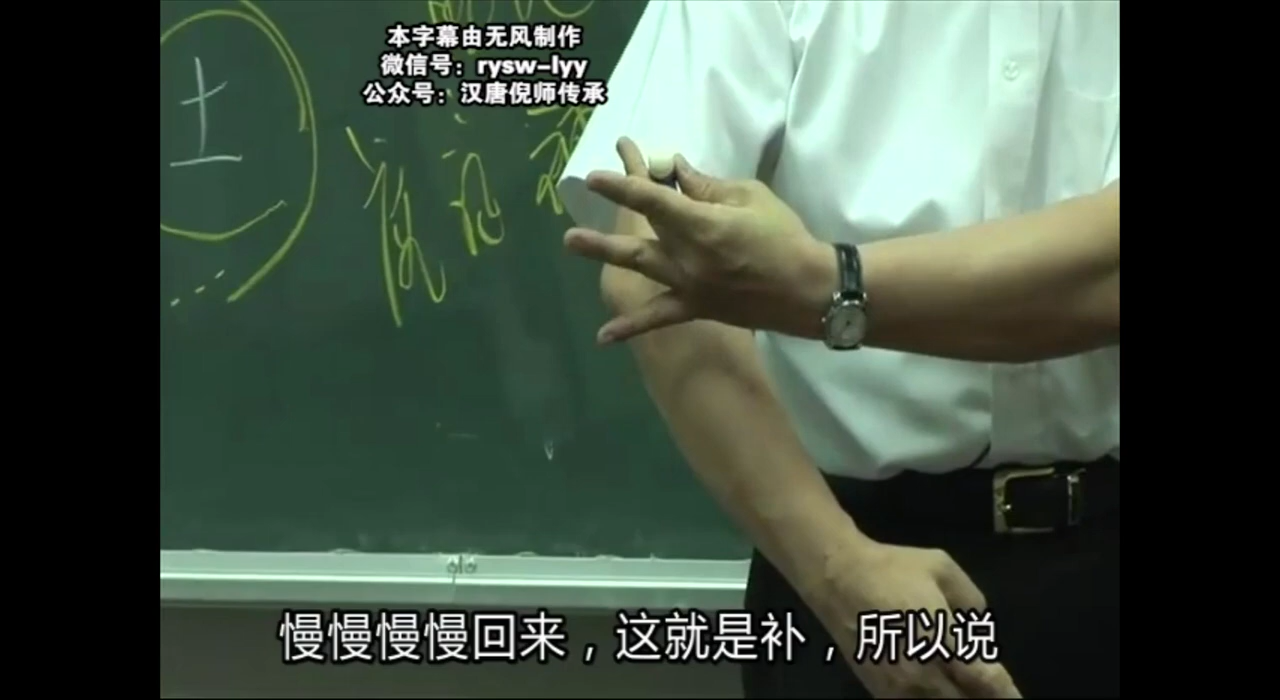 本字幕由无风制作
微信号：rysw-lyy
公众号：汉唐倪师传承
土
慢慢慢慢回来，这就是补，所以说